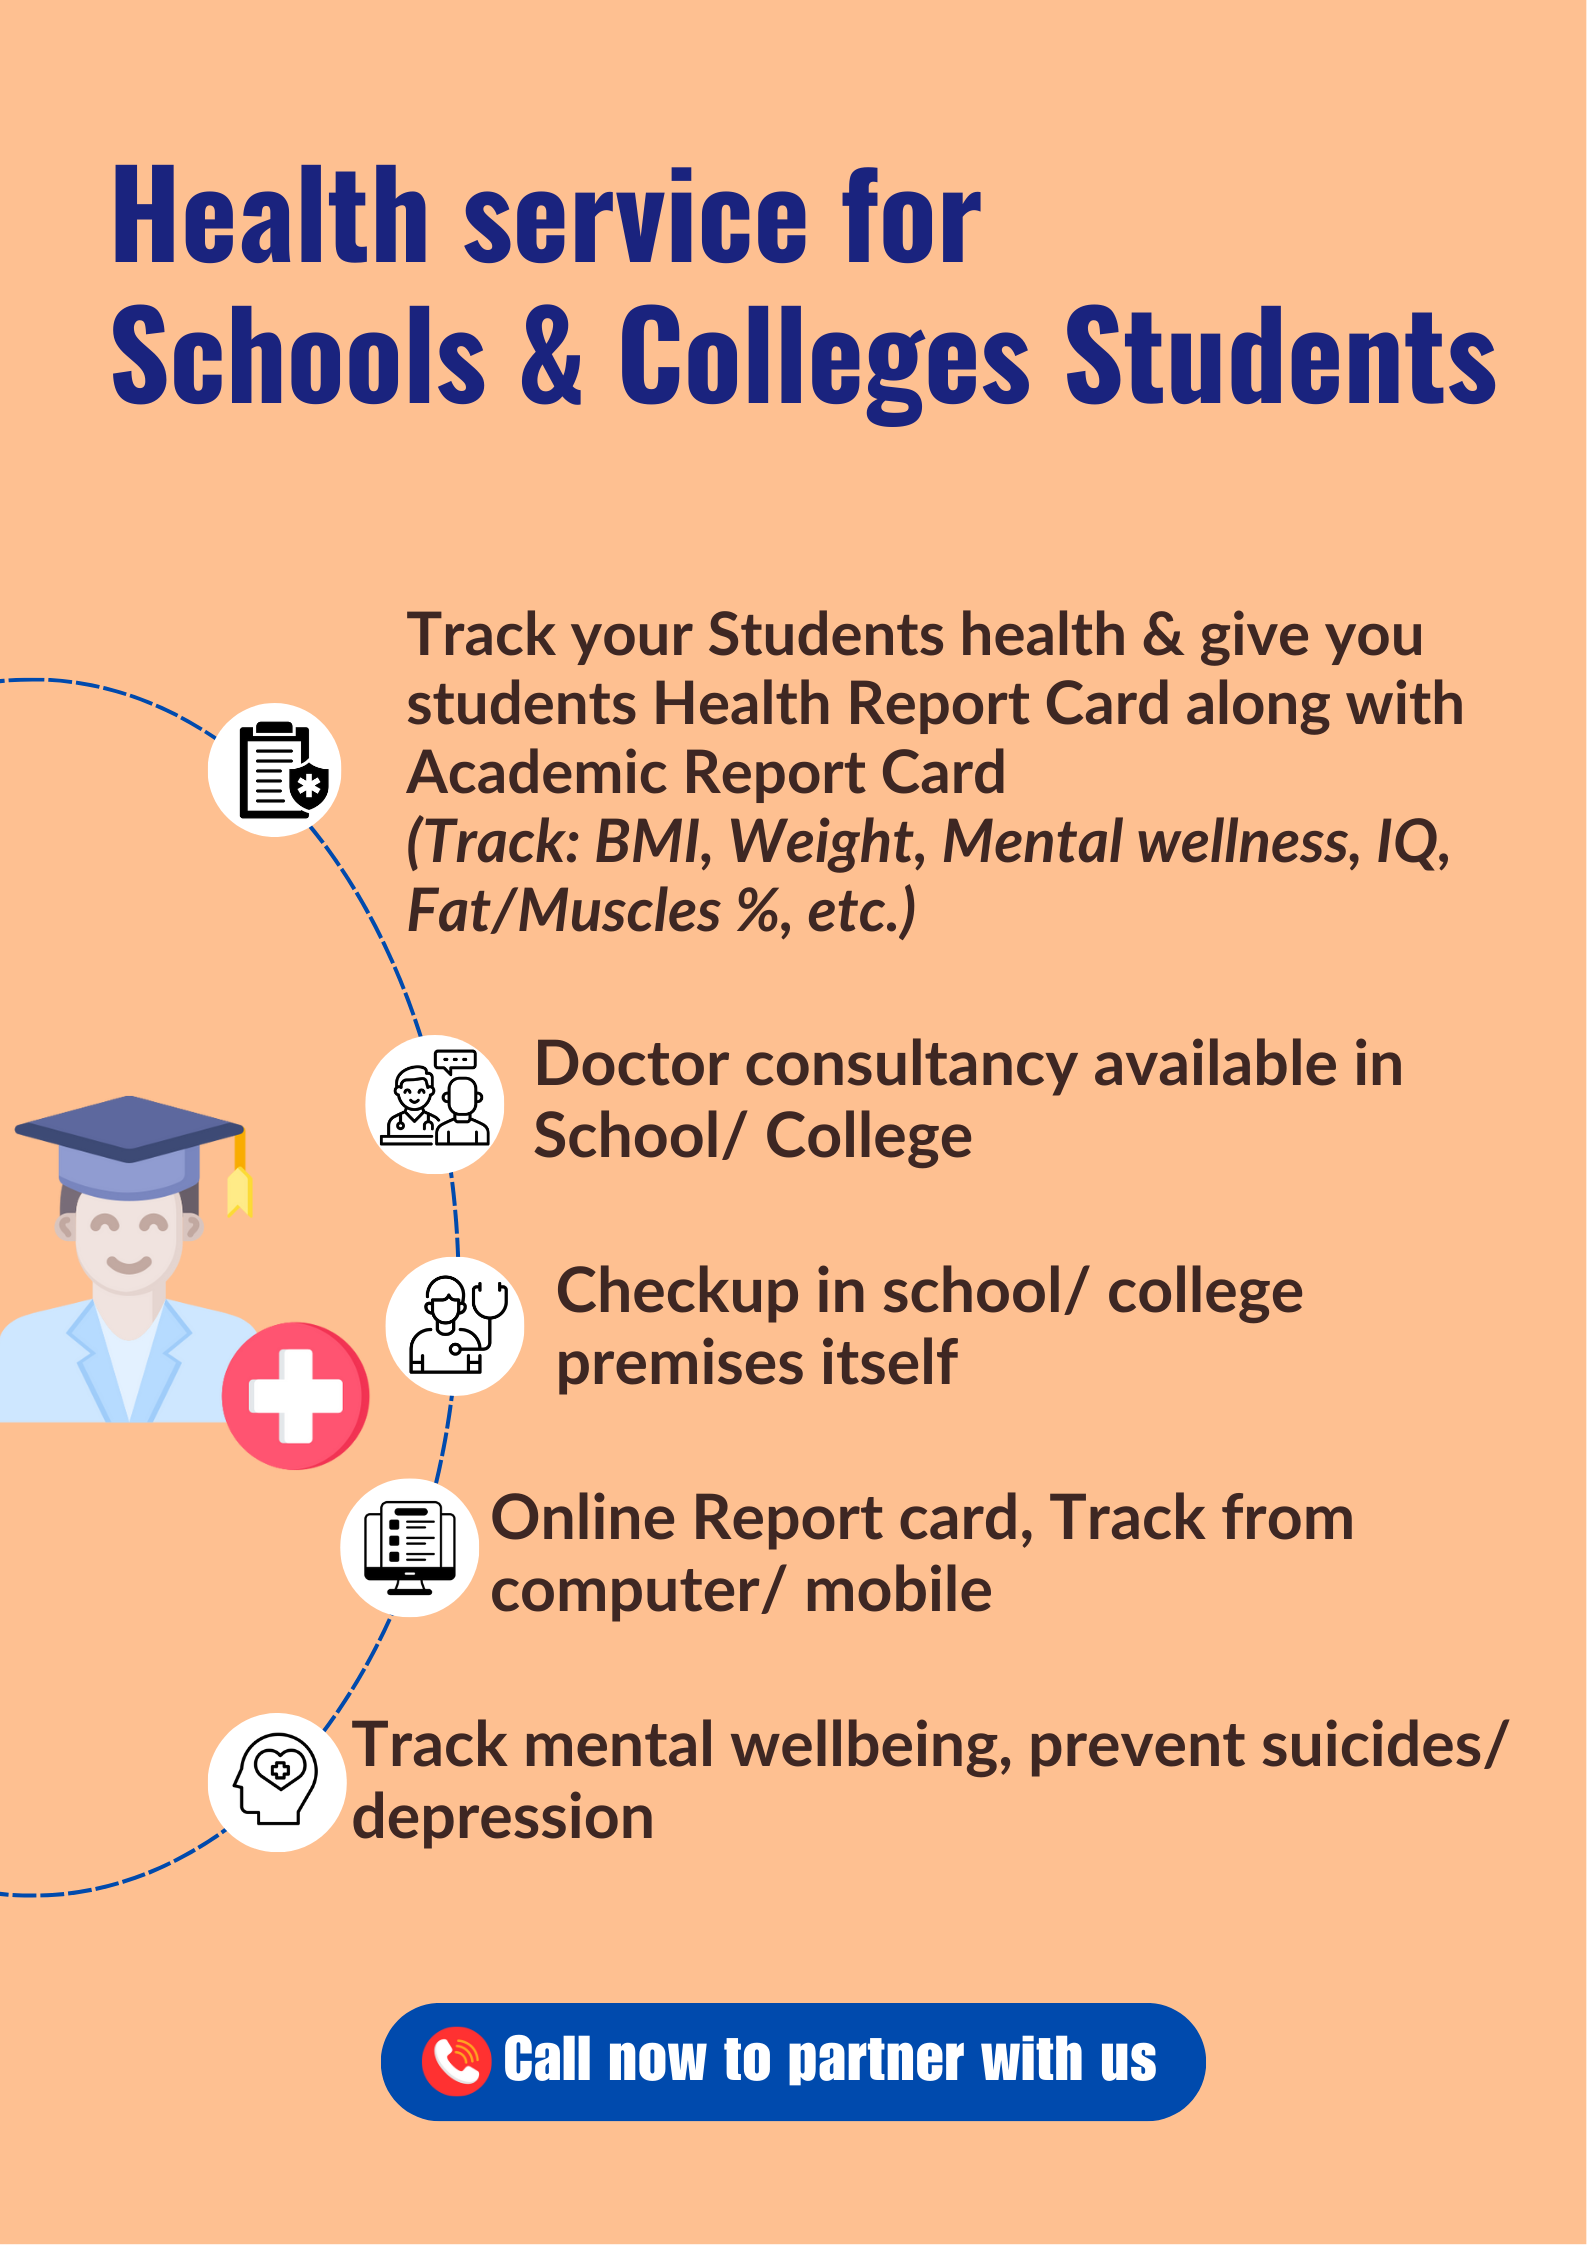 Health service for
Schools & Colleges Students
Track your Students health & give you
students Health Report Card along with
Academic Report Card
(Track: BMI, Weight, Mental wellness, IQ,
Fat/Muscles %, etc.)
Doctor consultancy available in
School/ College
Checkup in school/ college
premises itself
Online Report card, Track from
computer/ mobile
Track mental wellbeing, prevent suicides/
depression
Call now to partner with us